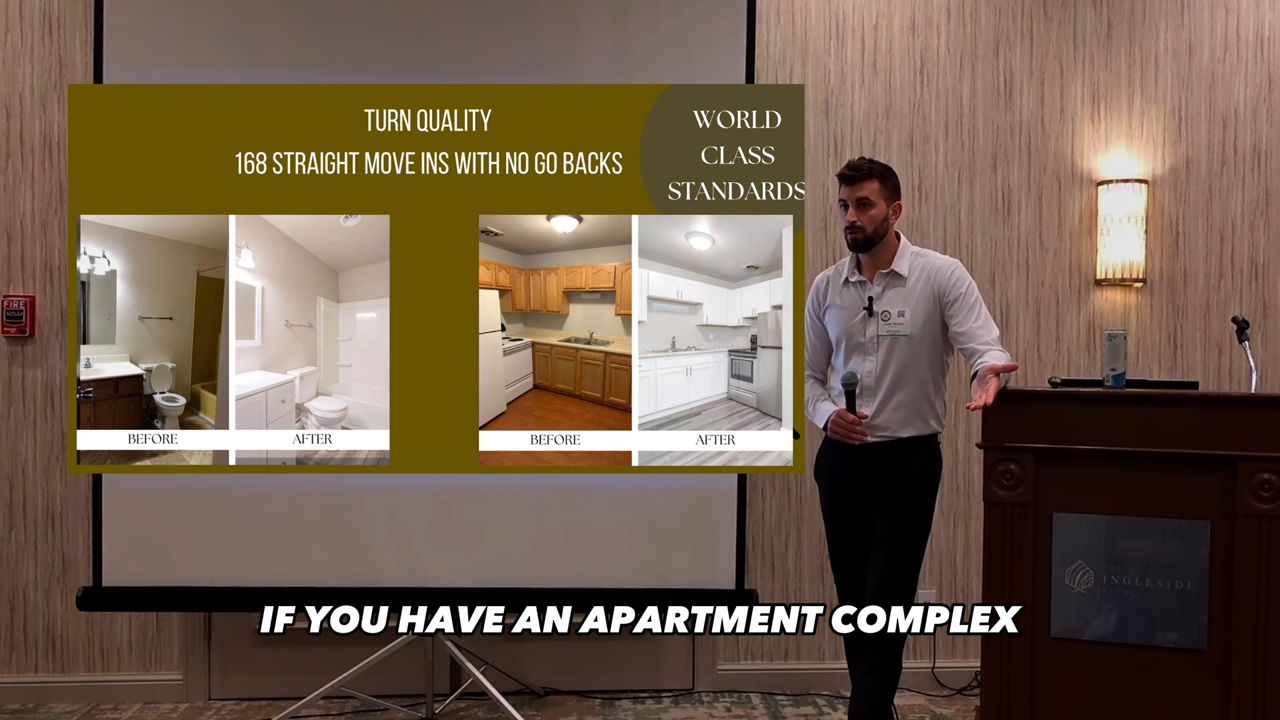 TURN QUALITY
168 STRAIGHT MOVE INS WITH NO GO BACKS
WORLD
CLASS
STANDARDS
BEFORE
AFTER
BEFORE
AFTER
FIRE
INGLESIDE
IF YOU HAVE AN APARTMENT COMPLEX